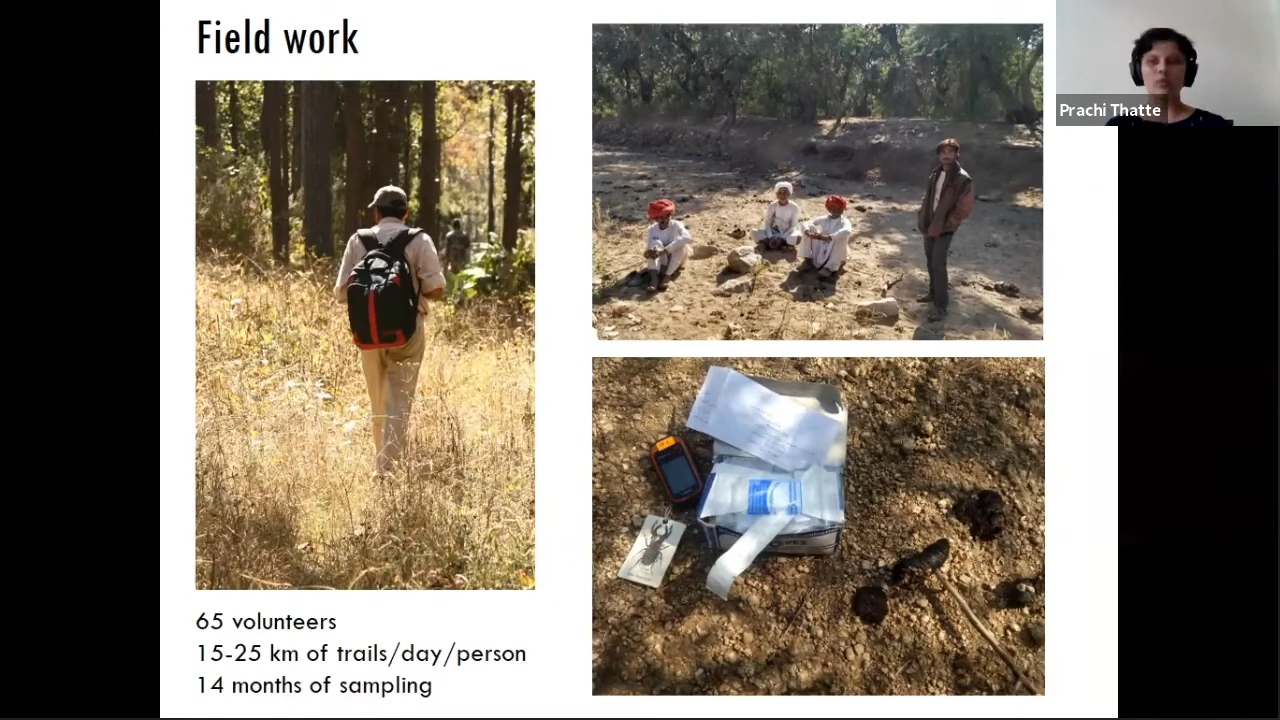 Field work
Prachi Thatte
65 volunteers
15-25 km of trails/day/person
14 months of sampling